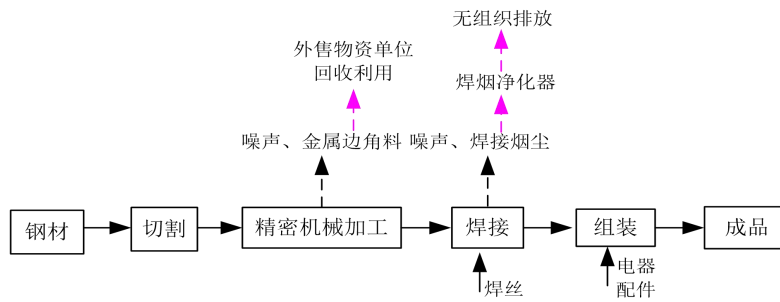 无组织排放
外售物资单位
回收利用
焊烟净化器
噪声、金属边角料
噪声、焊接烟尘
钢材
切割
精密机械加工
焊接
组装
成品
焊丝
电器
配件